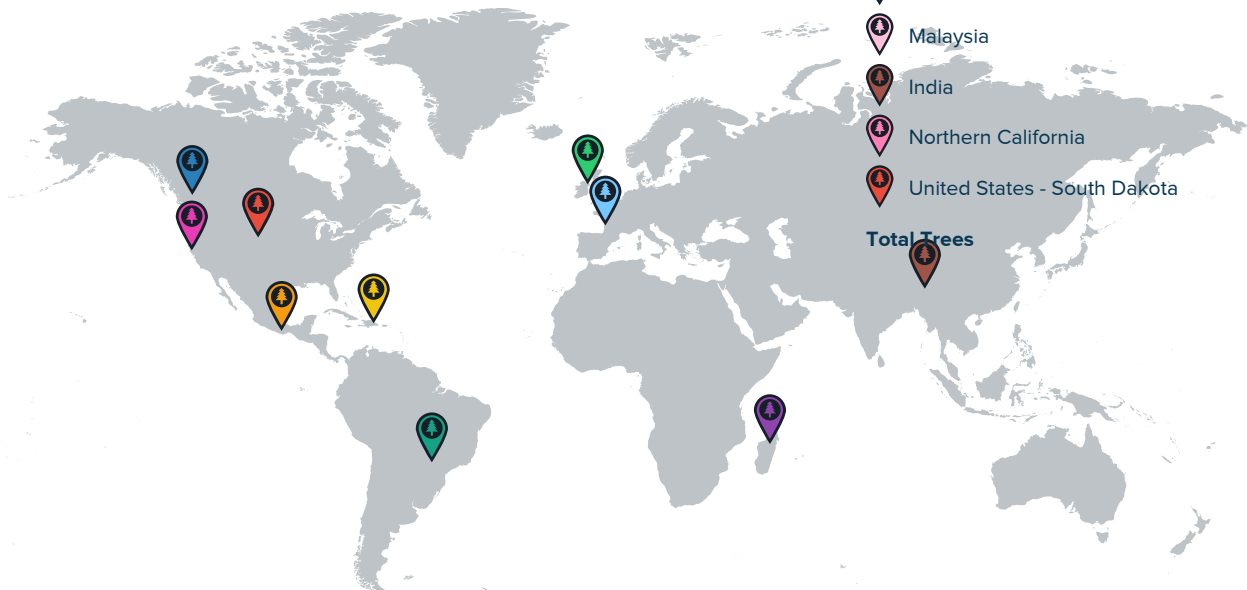 Malaysia
India
Northern California
United States - South Dakota
Total Trees